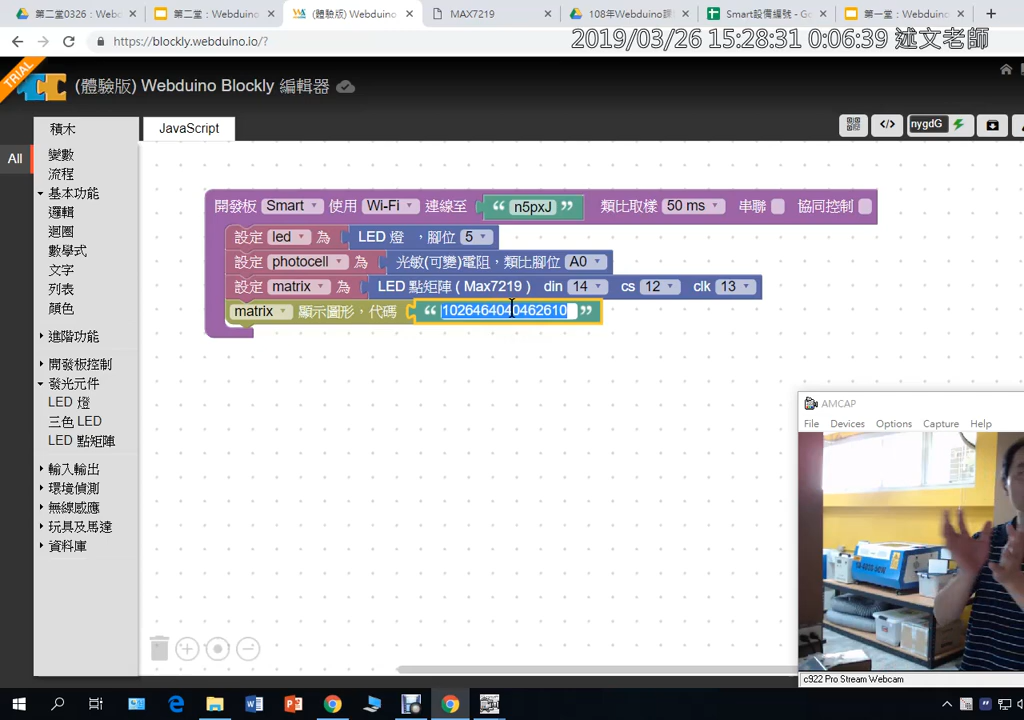 第二堂0326：Webd
第二堂：Webduino
(體驗版) Webduino
MAX7219
108年Webduino課
Smart設備編號 - Go
第一堂：Webduino
https://blockly.webduino.io/?
2019/03/26 15:28:31 0:06:39 述文老師
TRIAL
(體驗版) Webduino Blockly 編輯器
積木
JavaScript
</>
nygdG
All
變數
流程
基本功能
邏輯
迴圈
數學式
文字
列表
顏色
進階功能
開發板控制
發光元件
LED 燈
三色 LED
LED 點矩陣
輸入輸出
環境偵測
無線感應
玩具及馬達
資料庫
開發板 Smart 使用 Wi-Fi 連線至 “ n5pxJ ” 類比取樣 50 ms 串聯 協同控制
設定 led 為 LED 燈 ，腳位 5
設定 photocell 為 光敏(可變)電阻，類比腳位 A0
設定 matrix 為 LED 點矩陣 ( Max7219 ) din 14 cs 12 clk 13
matrix 顯示圖形，代碼 “ 1026464040462610 ”
AMCAP
File Devices Options Capture Help
c922 Pro Stream Webcam